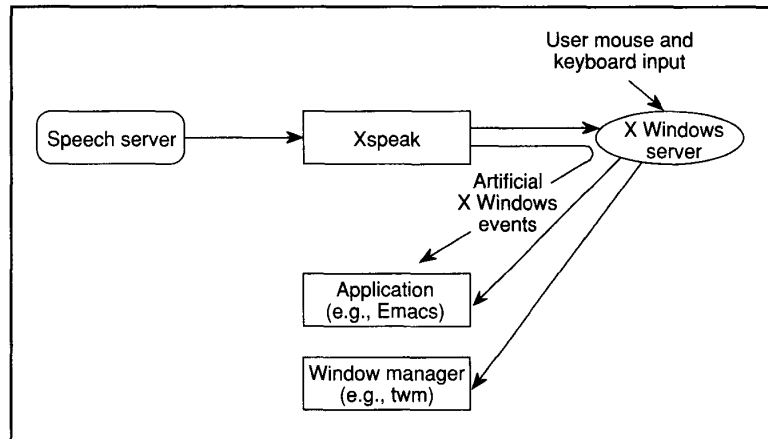 User mouse and
keyboard input
Speech server
Xspeak
X Windows
server
Artificial
X Windows
events
Application
(e.g., Emacs)
Window manager
(e.g., twm)